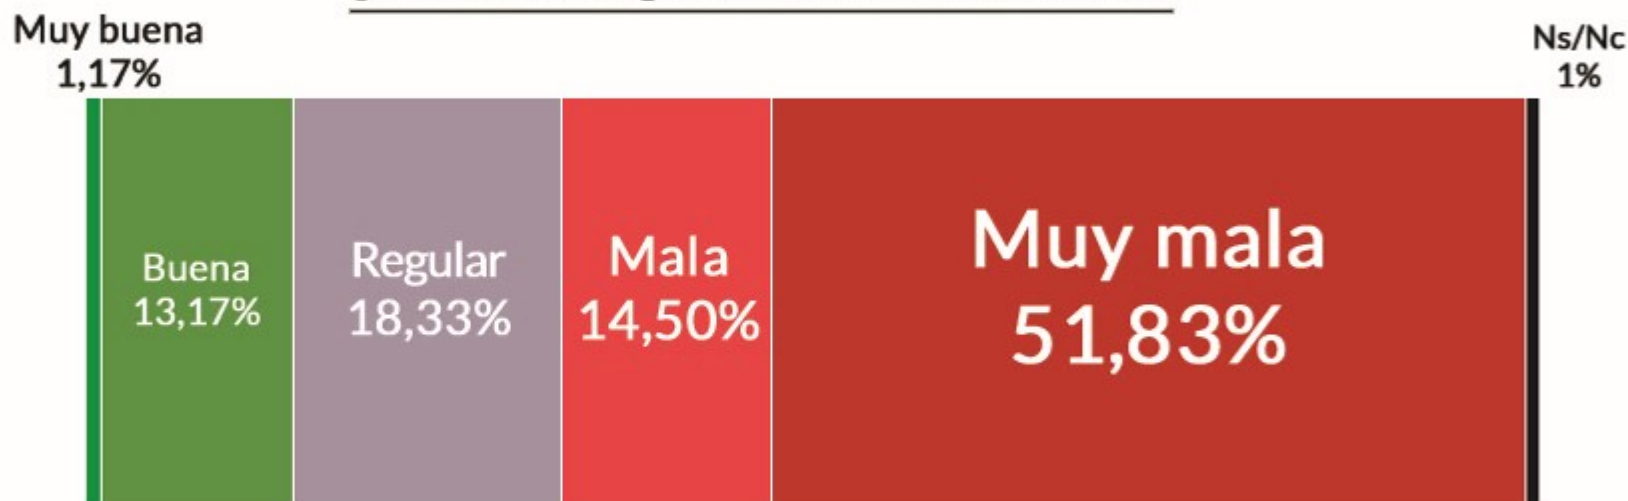 Muy buena
1,17%
Ns/Nc
1%
Buena
13,17%
Regular
18,33%
Mala
14,50%
Muy mala
51,83%